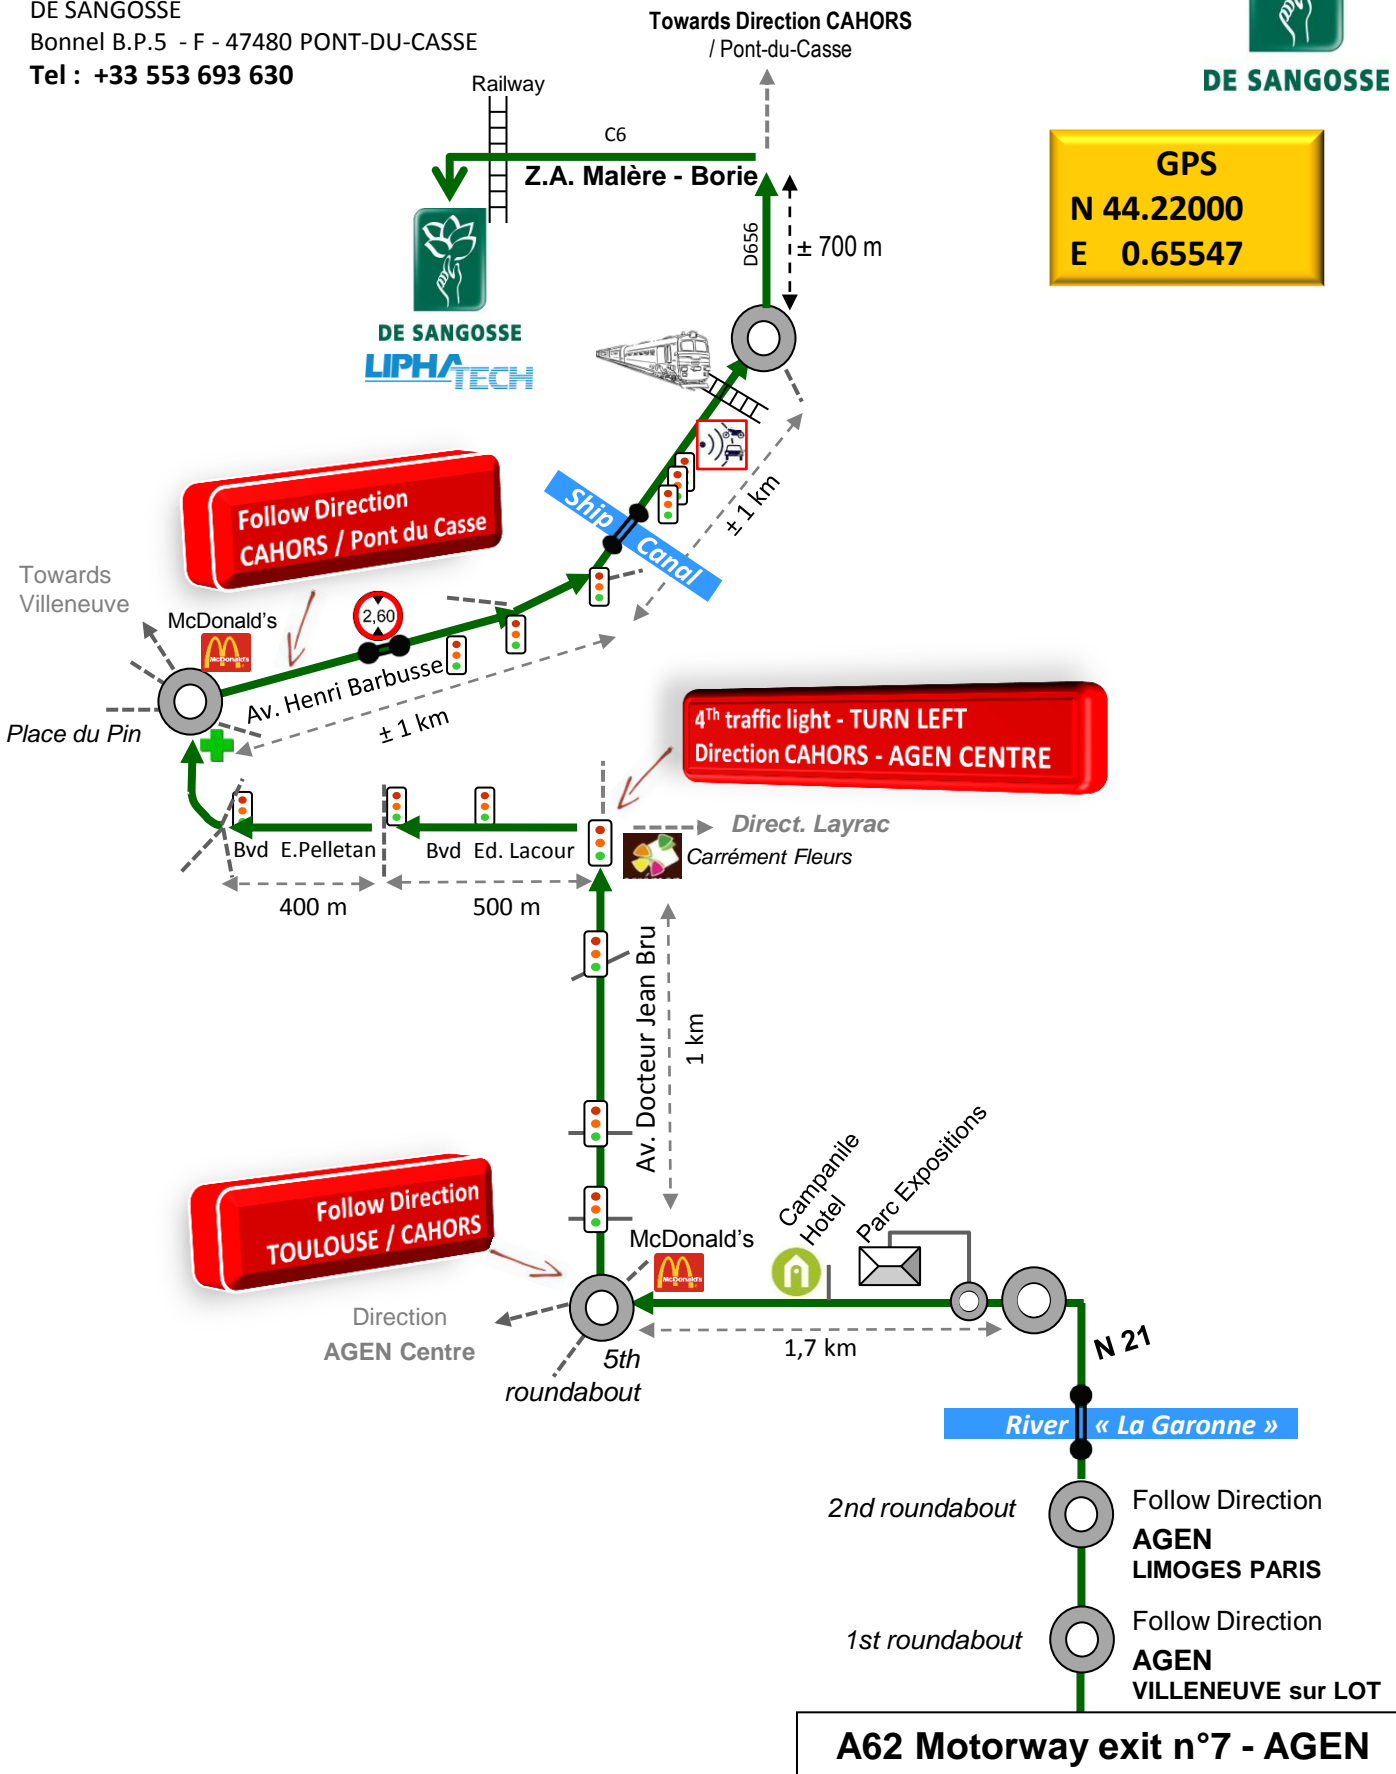 DE SANGOSSE
Bonnel B.P.5 - F - 47480 PONT-DU-CASSE
Tel : +33 553 693 630
Towards Direction CAHORS
/ Pont-du-Casse
DE SANGOSSE
GPS
N 44.22000
E 0.65547
Railway
C6
Z.A. Malère - Borie
D656
± 700 m
DE SANGOSSE
LIPHATECH
± 1 km
Ship Canal
Follow Direction
CAHORS / Pont du Casse
Towards
Villeneuve
McDonald's
McDonald's
2,60
Av. Henri Barbusse
± 1 km
Place du Pin
4Th traffic light - TURN LEFT
Direction CAHORS - AGEN CENTRE
Direct. Layrac
Carrément Fleurs
Bvd E.Pelletan
Bvd Ed. Lacour
400 m
500 m
Av. Docteur Jean Bru
1 km
Follow Direction
TOULOUSE / CAHORS
McDonald's
McDonald's
Campanile
Hotel
Parc Expositions
Direction
AGEN Centre
5th
roundabout
1,7 km
N 21
River « La Garonne »
2nd roundabout
Follow Direction
AGEN
LIMOGES PARIS
1st roundabout
Follow Direction
AGEN
VILLENEUVE sur LOT
A62 Motorway exit n°7 - AGEN